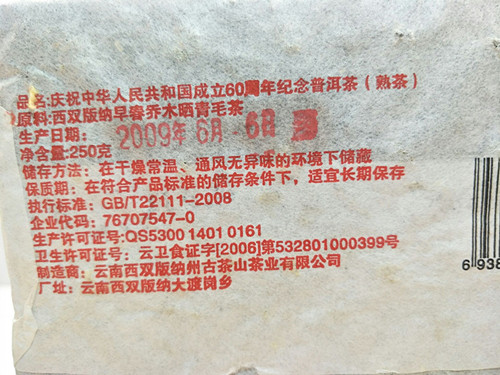 品名:庆祝中华人民共和国成立60周年纪念普洱茶（熟茶）
原料:西双版纳早春乔木晒青毛茶
生产日期: 2009年 6月 6日
净含量:250克
储存方法: 在干燥常温、通风无异味的环境下储藏
保质期: 在符合产品标准的储存条件下，适宜长期保存
执行标准: GB/T22111-2008
企业代码: 76707547-0
生产许可证号:QS5300 1401 0161
卫生许可证号: 云卫食证字[2006]第532801000399号
制造商: 云南西双版纳州古茶山茶业有限公司
厂址: 云南西双版纳大渡岗乡
6 938